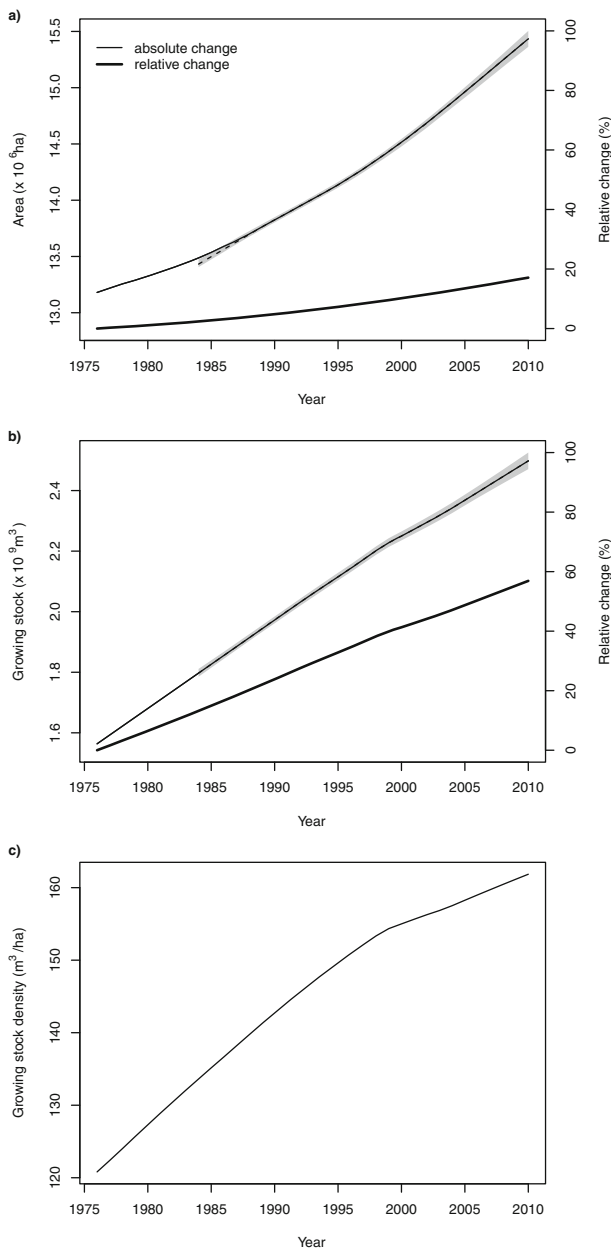 a)
absolute change
relative change
15.5
15.0
14.5
14.0
13.5
13.0
Area (x 10 ⁶ha)
100
80
60
40
20
0
Relative change (%)
1975 1980 1985 1990 1995 2000 2005 2010
Year
b)
2.4
2.2
2.0
1.8
1.6
Growing stock (x 10 ⁹m³)
100
80
60
40
20
0
Relative change (%)
1975 1980 1985 1990 1995 2000 2005 2010
Year
c)
160
150
140
130
120
Growing stock density (m³/ha)
1975 1980 1985 1990 1995 2000 2005 2010
Year